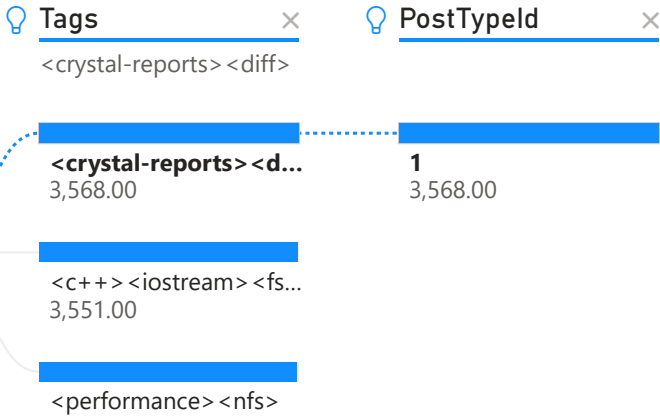 Tags
<crystal-reports><diff>
<crystal-reports><d...
3,568.00
<c++><iostream><fs...
3,551.00
<performance><nfs>
PostTypeId
1
3,568.00